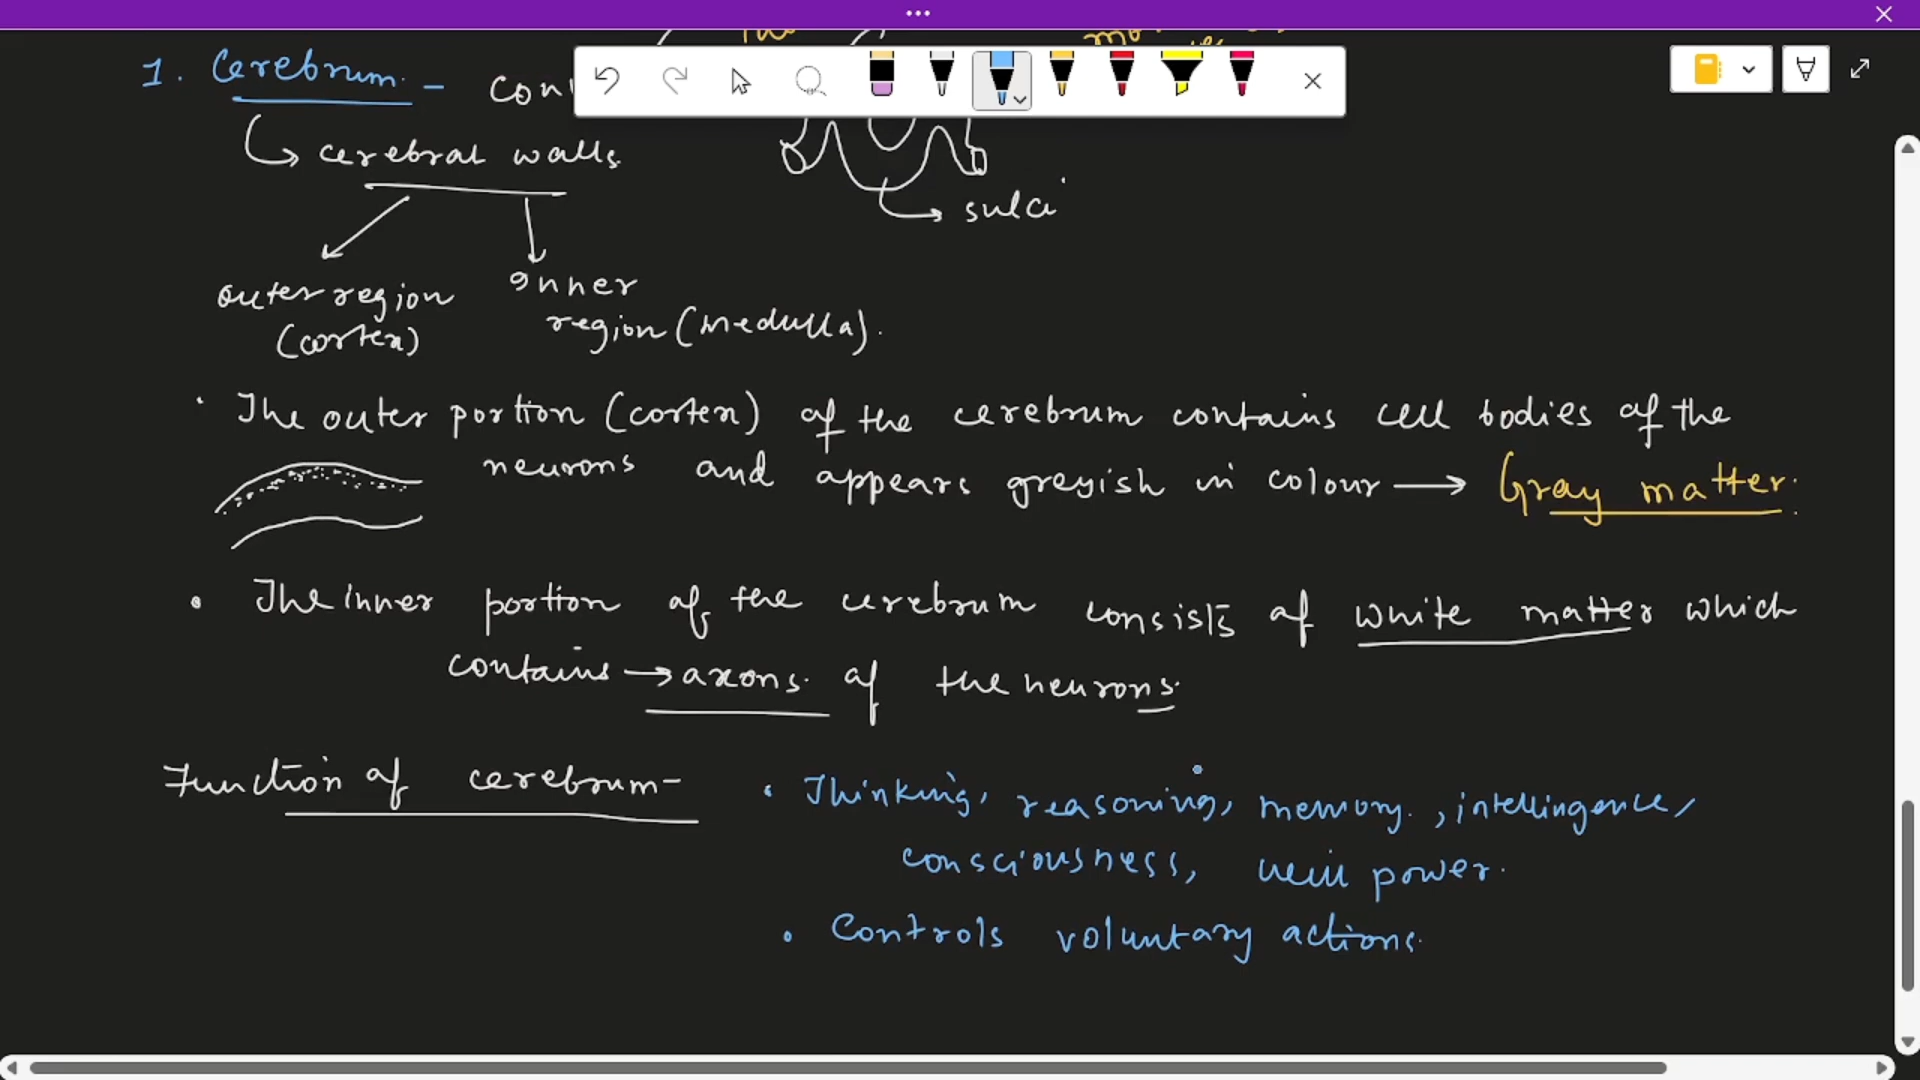 1. Cerebrum -
cerebral walls
sulci
outer region
(cortex)
Inner
region (Medulla).
· The outer portion (cortex) of the cerebrum contains cell bodies of the
neurons and appears greyish in colour → Gray matter.
• The inner portion of the cerebrum consists of white matter which
contains → axons of the neurons.
Function of cerebrum-
• Thinking, reasoning, memory, intellingence,
consciousness, will power.
• Controls voluntary actions.